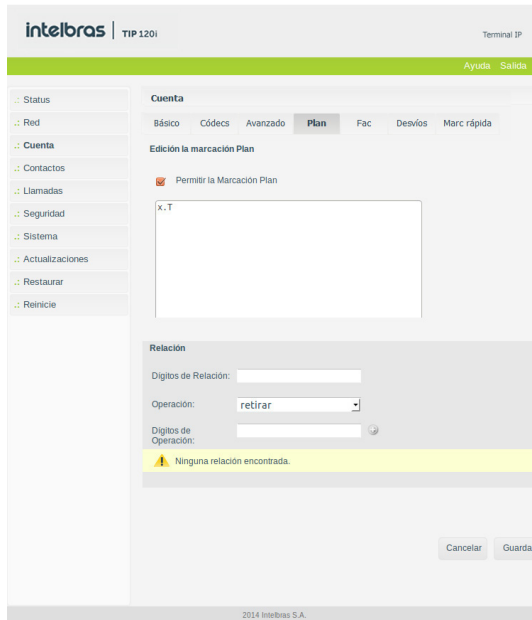 intelbras | TIP 120i
Terminal IP
Ayuda Salida
.: Status
.: Red
.: Cuenta
.: Contactos
.: Llamadas
.: Seguridad
.: Sistema
.: Actualizaciones
.: Restaurar
.: Reinicie
Cuenta
Básico Códecs Avanzado Plan Fac Desvíos Marc rápida
Edición la marcación Plan
Permitir la Marcación Plan
x.T
Relación
Dígitos de Relación:
Operación: retirar
Dígitos de
Operación:
Ninguna relación encontrada.
Cancelar Guarda
2014 Intelbras S.A.